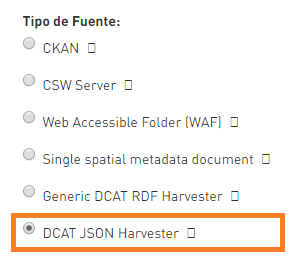 Tipo de Fuente:
CKAN
CSW Server
Web Accessible Folder (WAF)
Single spatial metadata document
Generic DCAT RDF Harvester
DCAT JSON Harvester